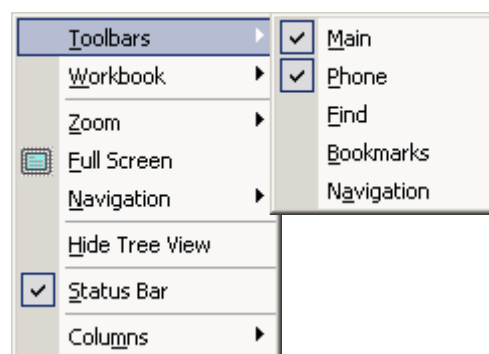 Toolbars
Workbook
Zoom
Full Screen
Navigation
Hide Tree View
Status Bar
Columns
Main
Phone
Find
Bookmarks
Navigation